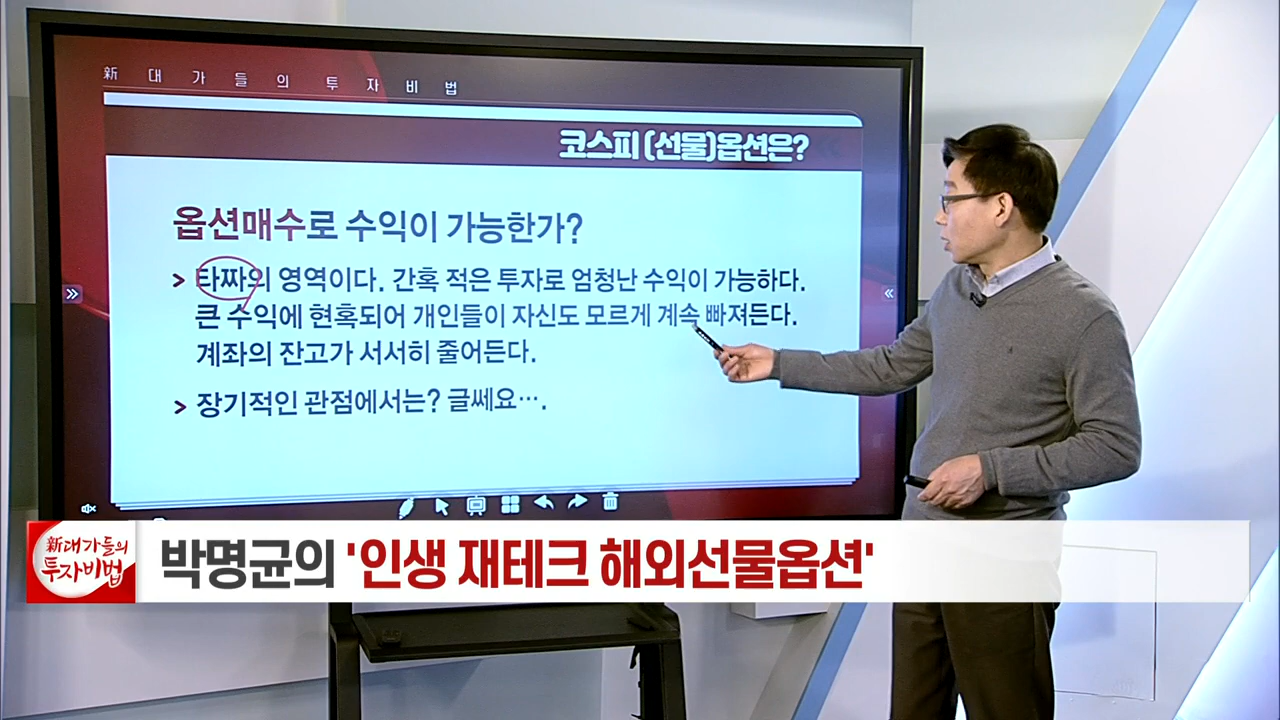 新 대 가 들 의 투 자 비 법
코스피 (선물)옵션은?
옵션매수로 수익이 가능한가?
> 타짜의 영역이다. 간혹 적은 투자로 엄청난 수익이 가능하다.
큰 수익에 현혹되어 개인들이 자신도 모르게 계속 빠져든다.
계좌의 잔고가 서서히 줄어든다.
> 장기적인 관점에서는? 글쎄요….
新대가들의
투자비법
박명균의 '인생 재테크 해외선물옵션'